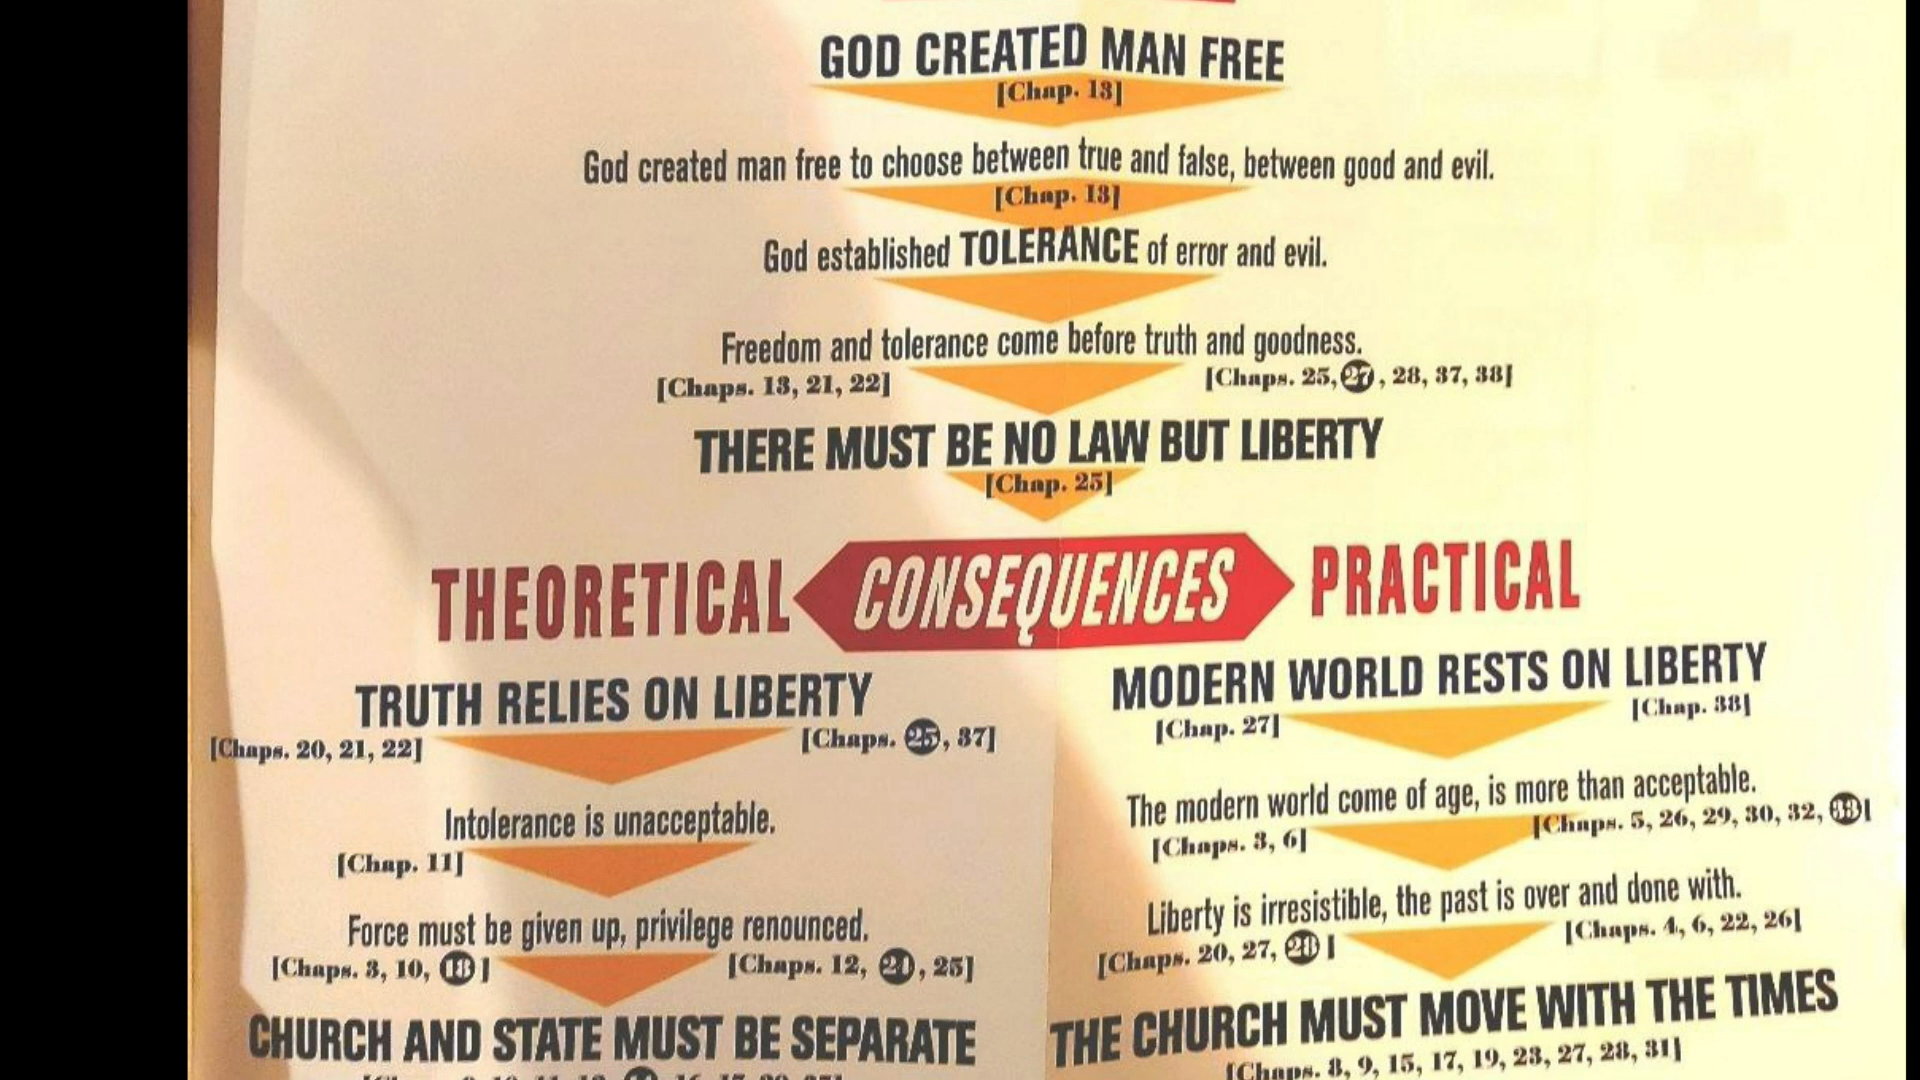 GOD CREATED MAN FREE
[Chap. 13]
God created man free to choose between true and false, between good and evil.
[Chap. 13]
God established TOLERANCE of error and evil.
Freedom and tolerance come before truth and goodness.
[Chaps. 13, 21, 22]
[Chaps. 25, 27, 28, 37, 38]
THERE MUST BE NO LAW BUT LIBERTY
[Chap. 25]
THEORETICAL CONSEQUENCES PRACTICAL
TRUTH RELIES ON LIBERTY
[Chaps. 20, 21, 22]
[Chaps. 25, 37]
Intolerance is unacceptable.
[Chap. 11]
Force must be given up, privilege renounced.
[Chaps. 3, 10, 18]
[Chaps. 12, 21, 25]
CHURCH AND STATE MUST BE SEPARATE
MODERN WORLD RESTS ON LIBERTY
[Chap. 27]
[Chap. 38]
The modern world come of age, is more than acceptable.
[Chaps. 3, 6]
[Chaps. 5, 26, 29, 30, 32, 33]
Liberty is irresistible, the past is over and done with.
[Chaps. 20, 27, 28]
[Chaps. 4, 6, 22, 26]
THE CHURCH MUST MOVE WITH THE TIMES
[Chaps. 8, 9, 15, 17, 19, 23, 27, 28, 31]